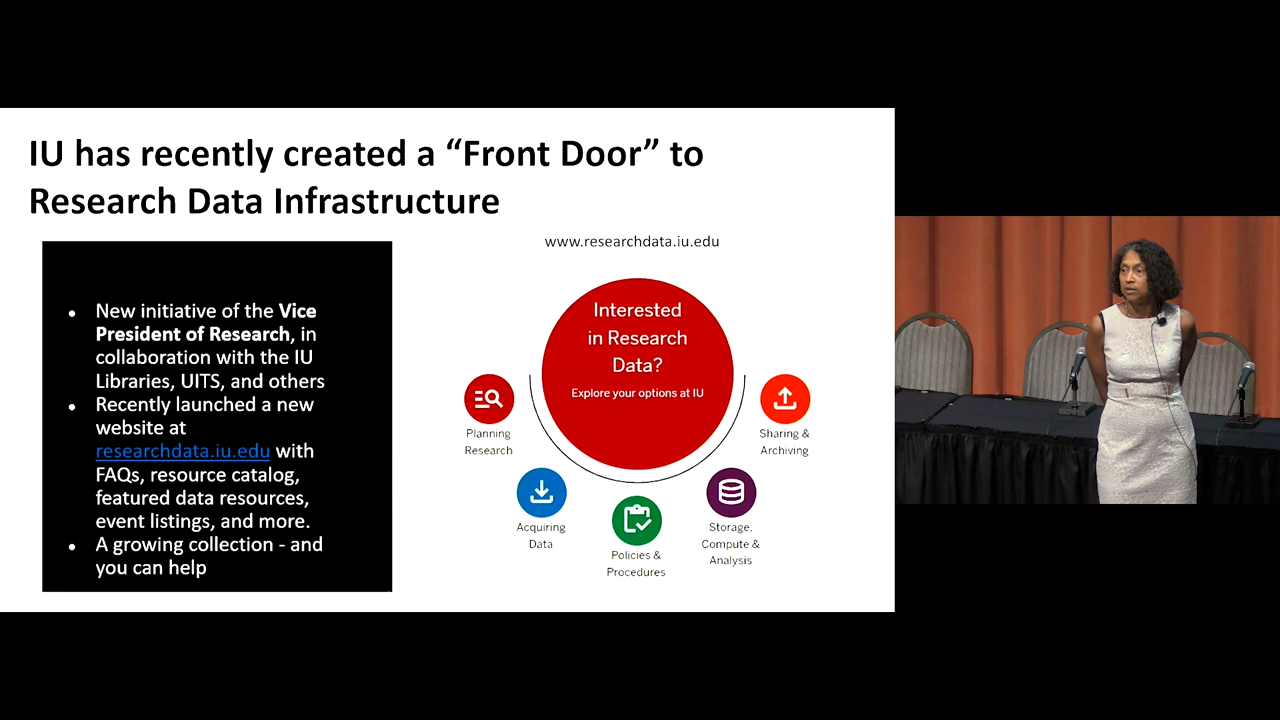 IU has recently created a “Front Door” to
Research Data Infrastructure
• New initiative of the Vice
President of Research, in
collaboration with the IU
Libraries, UITS, and others
• Recently launched a new
website at
researchdata.iu.edu with
FAQs, resource catalog,
featured data resources,
event listings, and more.
• A growing collection - and
you can help
www.researchdata.iu.edu
Interested
in Research
Data?
Explore your options at IU
Planning
Research
Acquiring
Data
Policies &
Procedures
Storage,
Compute &
Analysis
Sharing &
Archiving